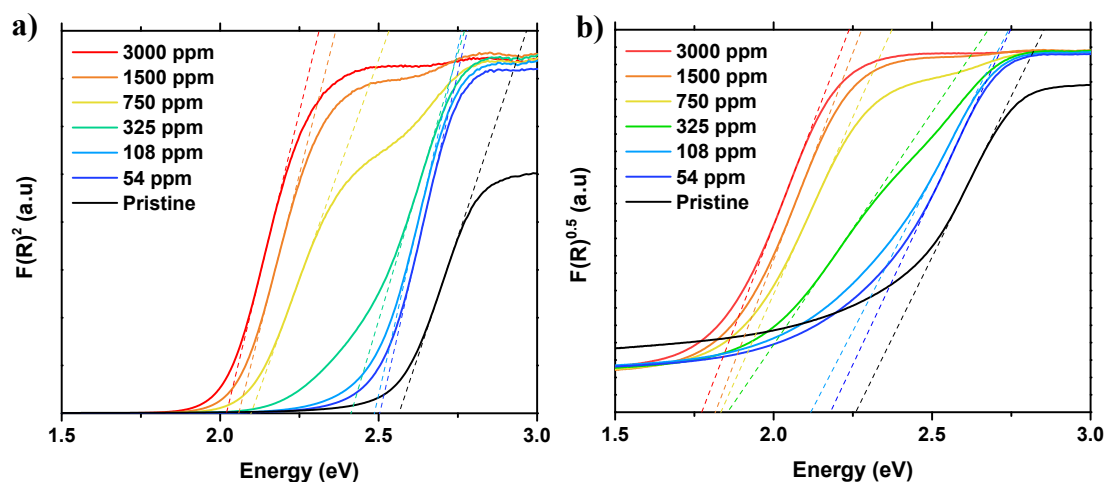 a)
3000 ppm
1500 ppm
750 ppm
325 ppm
108 ppm
54 ppm
Pristine
F(R)² (a.u)
1.5 2.0 2.5 3.0
Energy (eV)
b)
3000 ppm
1500 ppm
750 ppm
325 ppm
108 ppm
54 ppm
Pristine
F(R)^0.5 (a.u)
1.5 2.0 2.5 3.0
Energy (eV)